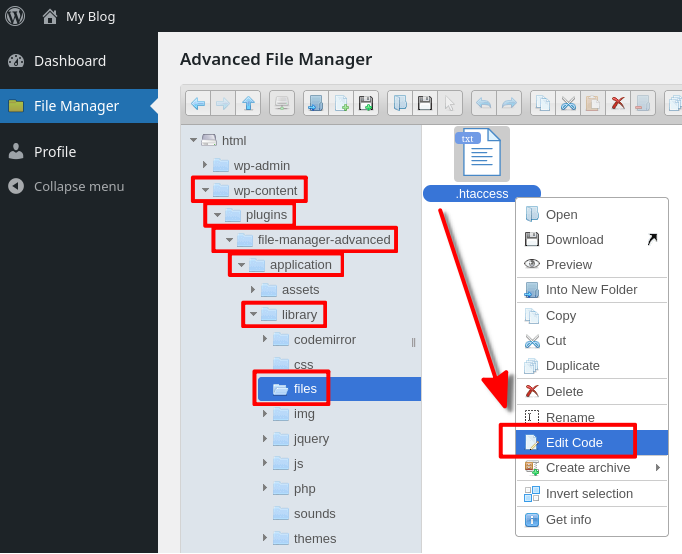 My Blog
Dashboard
File Manager
Profile
Collapse menu
Advanced File Manager
html
wp-admin
wp-content
plugins
file-manager-advanced
application
assets
library
codemirror
css
files
img
jquery
js
php
sounds
themes
txt
.htaccess
Open
Download
Preview
Into New Folder
Copy
Cut
Duplicate
Delete
Rename
Edit Code
Create archive
Invert selection
Get info